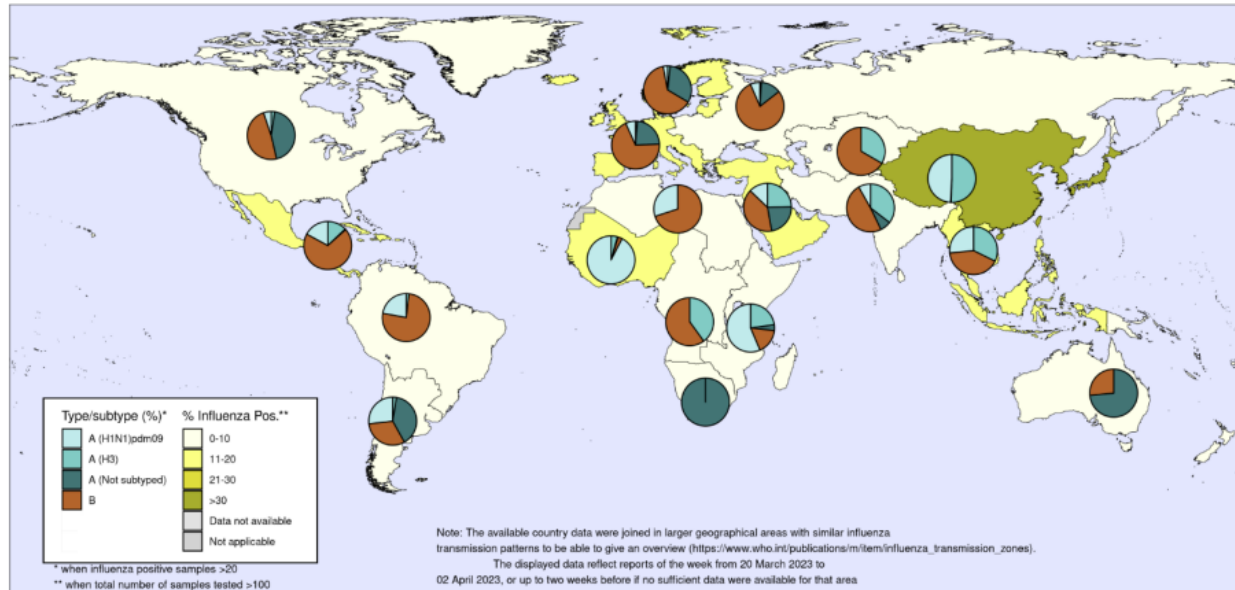 Type/subtype (%)*
A (H1N1)pdm09
A (H3)
A (Not subtyped)
B
% Influenza Pos.**
0-10
11-20
21-30
>30
Data not available
Not applicable
* when influenza positive samples >20
** when total number of samples tested >100
Note: The available country data were joined in larger geographical areas with similar influenza
transmission patterns to be able to give an overview (https://www.who.int/publications/m/item/influenza_transmission_zones).
The displayed data reflect reports of the week from 20 March 2023 to
02 April 2023, or up to two weeks before if no sufficient data were available for that area